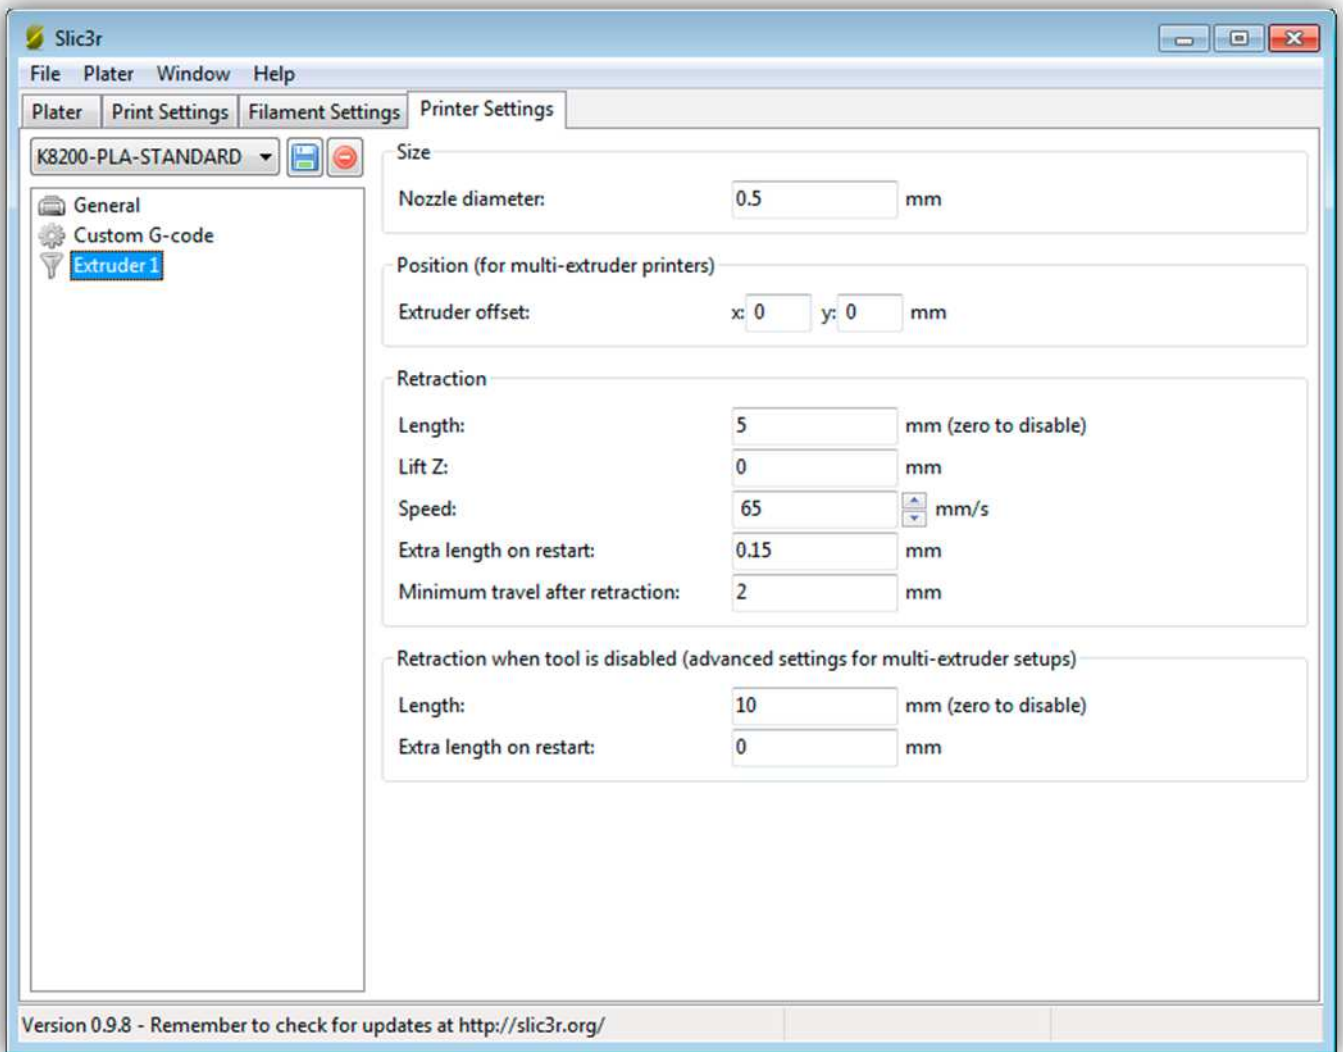 Slic3r
File Plater Window Help
Plater Print Settings Filament Settings Printer Settings
K8200-PLA-STANDARD
General
Custom G-code
Extruder 1
Size
Nozzle diameter: 0.5 mm
Position (for multi-extruder printers)
Extruder offset: x: 0 y: 0 mm
Retraction
Length: 5 mm (zero to disable)
Lift Z: 0 mm
Speed: 65 mm/s
Extra length on restart: 0.15 mm
Minimum travel after retraction: 2 mm
Retraction when tool is disabled (advanced settings for multi-extruder setups)
Length: 10 mm (zero to disable)
Extra length on restart: 0 mm
Version 0.9.8 - Remember to check for updates at http://slic3r.org/